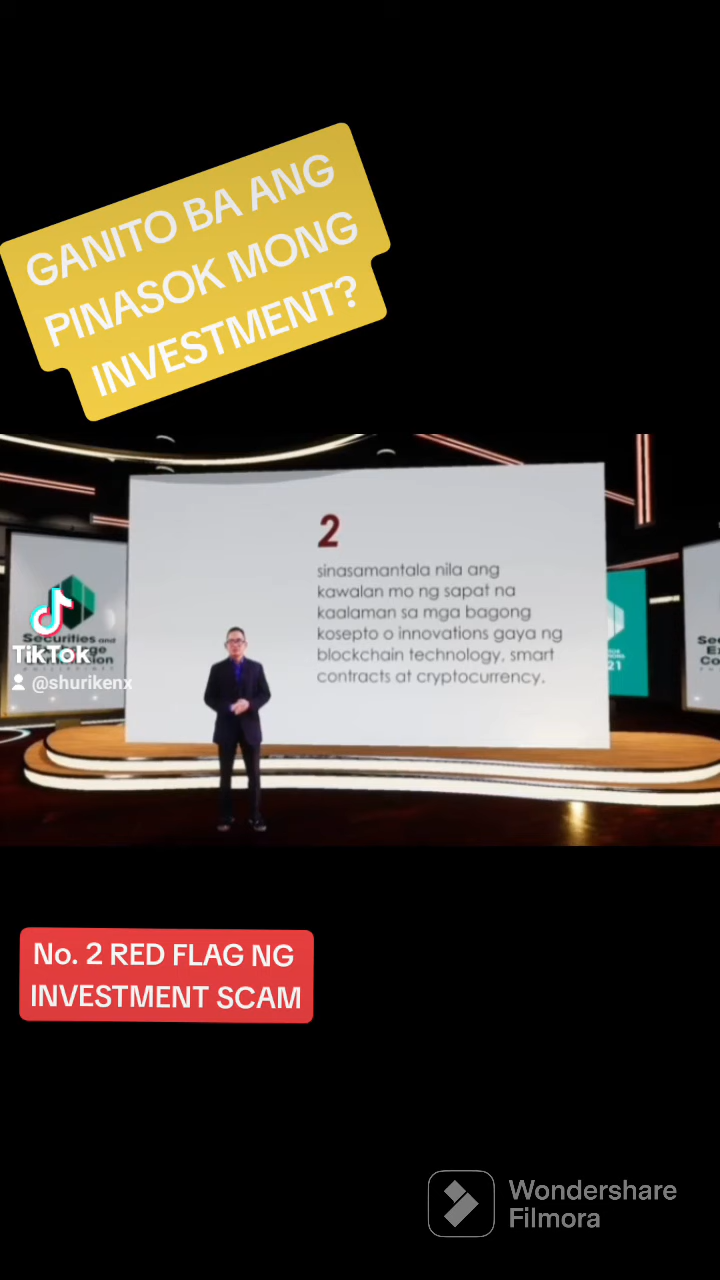 GANITO BA ANG
PINASOK MONG
INVESTMENT?
2
sinasamantala nila ang
kawalan mo ng sapat na
kaalaman sa mga bagong
kosepto o innovations gaya ng
blockchain technology, smart
contracts at cryptocurrency.
Securities and
TikTok
@shurikenx
21
No. 2 RED FLAG NG
INVESTMENT SCAM
Wondershare
Filmora